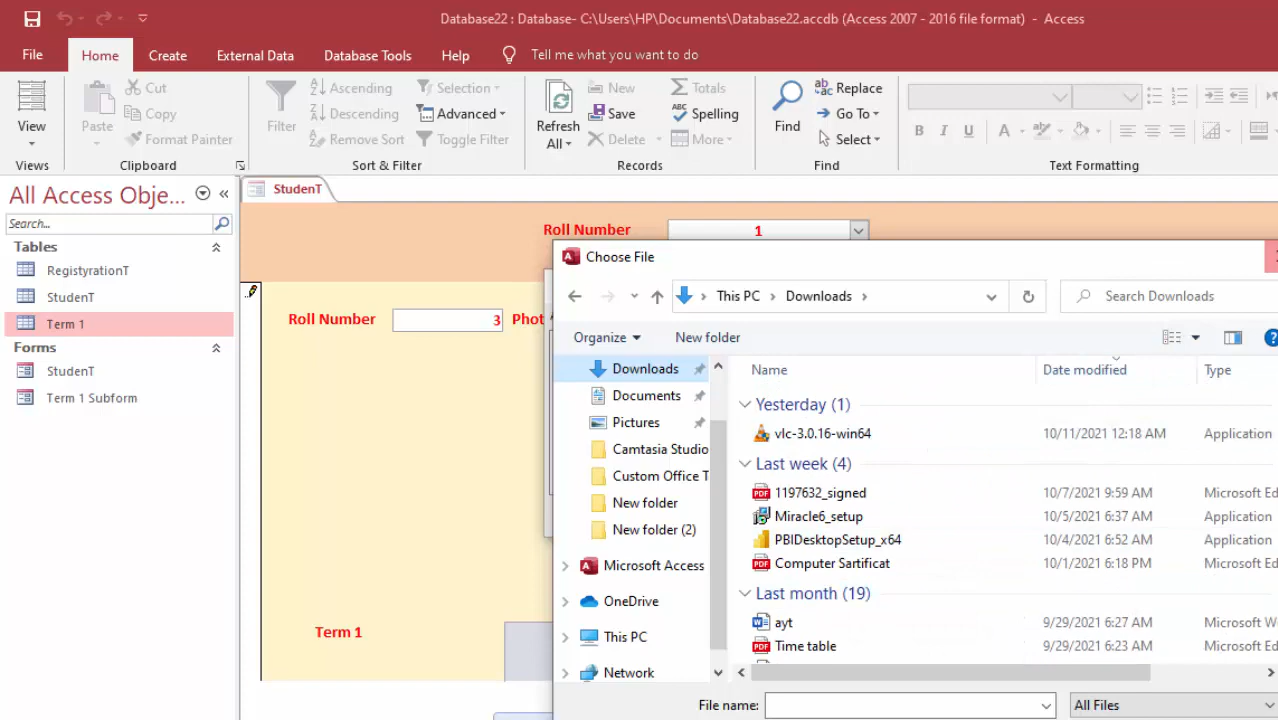 Database22 : Database- C:\Users\HP\Documents\Database22.accdb (Access 2007 - 2016 file format) - Access
File Home Create External Data Database Tools Help Tell me what you want to do
View
Views
Paste
Cut
Copy
Format Painter
Clipboard
Filter
Ascending
Descending
Remove Sort
Selection
Advanced
Toggle Filter
Sort & Filter
Refresh
All
New
Save
Delete
Totals
Spelling
More
Records
Find
Replace
Go To
Select
Find
B I U A
Text Formatting
All Access Obje...
Search...
Tables
RegistyrationT
StudenT
Term 1
Forms
StudenT
Term 1 Subform
StudenT
Roll Number 1
Roll Number 3 Phot
Term 1
Choose File
This PC > Downloads >
Search Downloads
Organize New folder
Downloads
Documents
Pictures
Camtasia Studio
Custom Office T
New folder
New folder (2)
Microsoft Access
OneDrive
This PC
Network
Name Date modified Type
Yesterday (1)
vlc-3.0.16-win64 10/11/2021 12:18 AM Application
Last week (4)
1197632_signed 10/7/2021 9:59 AM Microsoft Ed
Miracle6_setup 10/5/2021 6:37 AM Application
PBIDesktopSetup_x64 10/4/2021 6:52 AM Application
Computer Sartificat 10/1/2021 6:18 PM Microsoft Ed
Last month (19)
ayt 9/29/2021 6:27 AM Microsoft W
Time table 9/29/2021 6:23 AM Microsoft Ed
File name: All Files